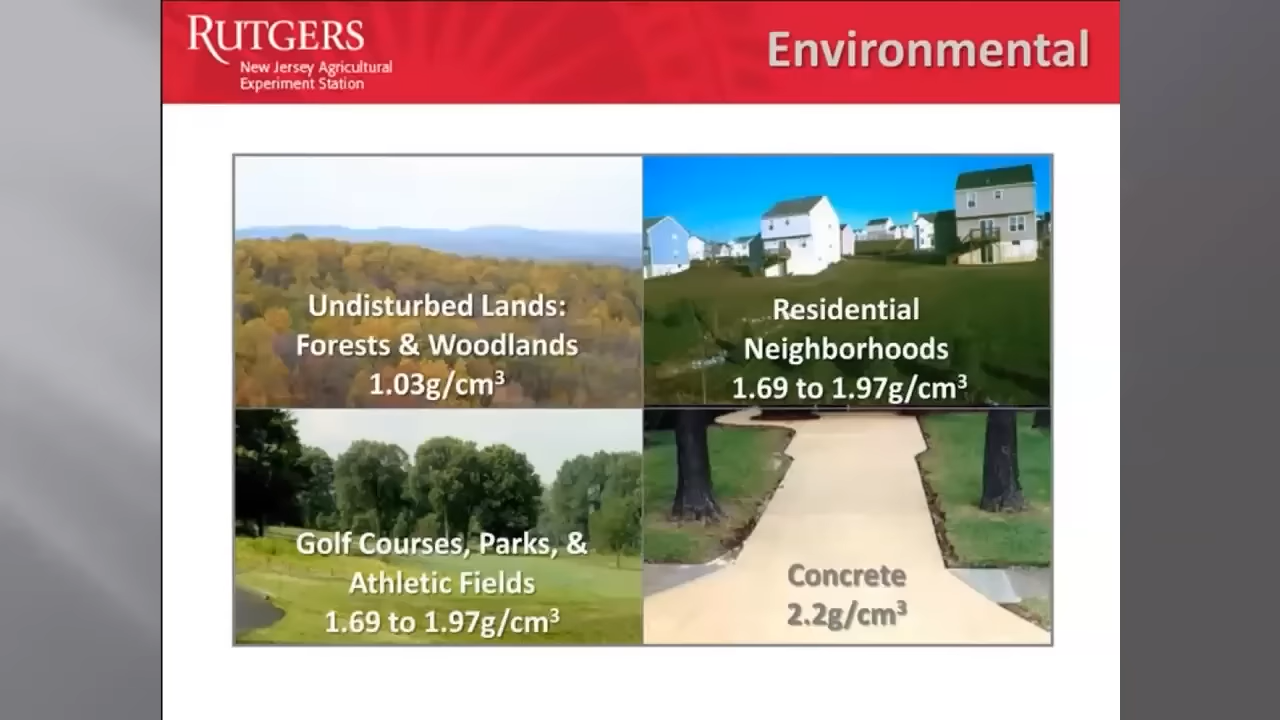 RUTGERS
New Jersey Agricultural
Experiment Station
Environmental
Undisturbed Lands:
Forests & Woodlands
1.03g/cm³
Residential
Neighborhoods
1.69 to 1.97g/cm³
Golf Courses, Parks, &
Athletic Fields
1.69 to 1.97g/cm³
Concrete
2.2g/cm³